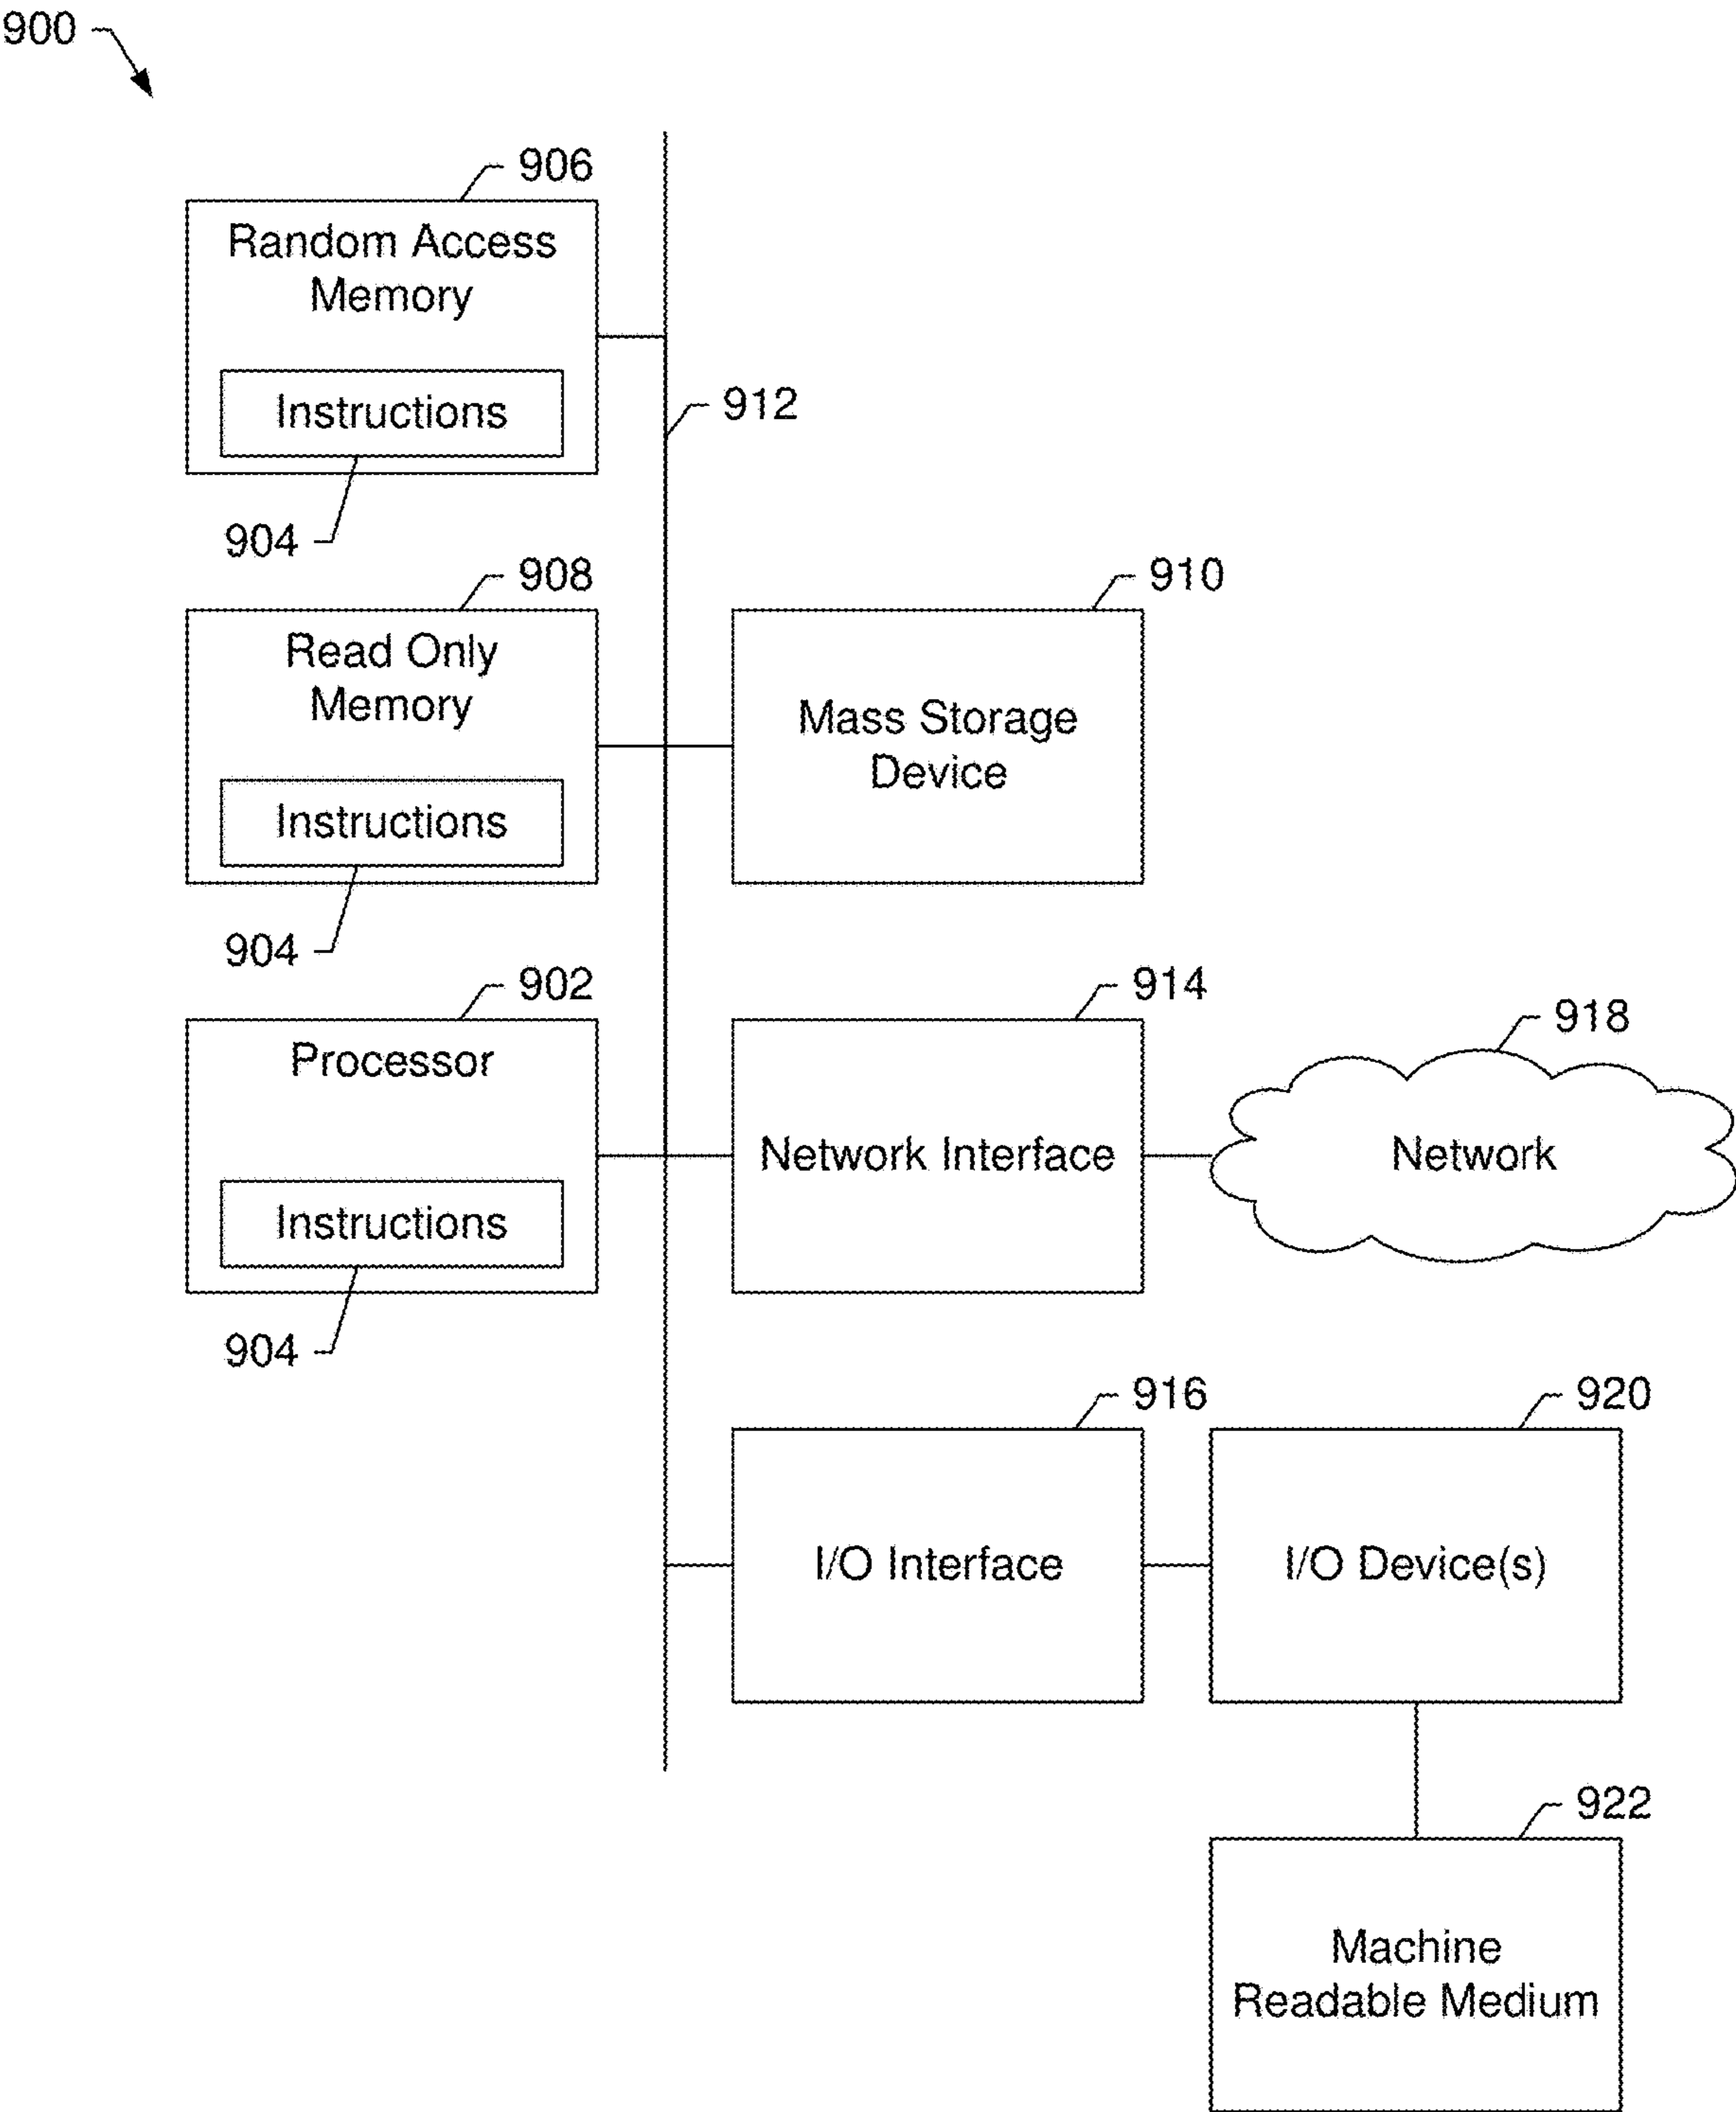 900
906
Random Access
Memory
Instructions
904
912
908
Read Only
Memory
Instructions
904
910
Mass Storage
Device
902
Processor
Instructions
904
914
Network Interface
918
Network
916
I/O Interface
920
I/O Device(s)
922
Machine
Readable Medium